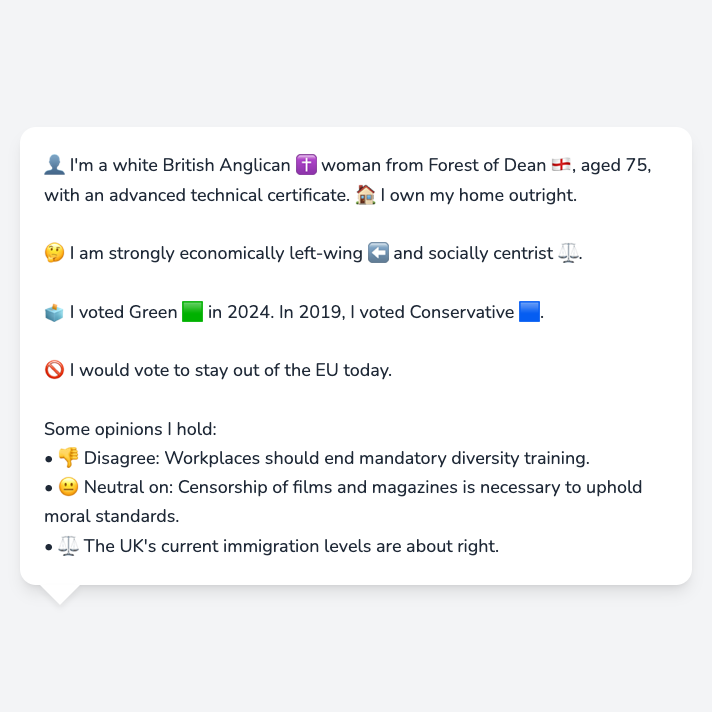 👤 I'm a white British Anglican ✝️ woman from Forest of Dean 🏴󠁧󠁢󠁥󠁮󠁧󠁿, aged 75,
with an advanced technical certificate. 🏠 I own my home outright.
🤔 I am strongly economically left-wing ⬅️ and socially centrist ⚖️.
🗳️ I voted Green 🟩 in 2024. In 2019, I voted Conservative 🟦.
🚫 I would vote to stay out of the EU today.
Some opinions I hold:
• 👎 Disagree: Workplaces should end mandatory diversity training.
• 😐 Neutral on: Censorship of films and magazines is necessary to uphold
moral standards.
• ⚖️ The UK's current immigration levels are about right.